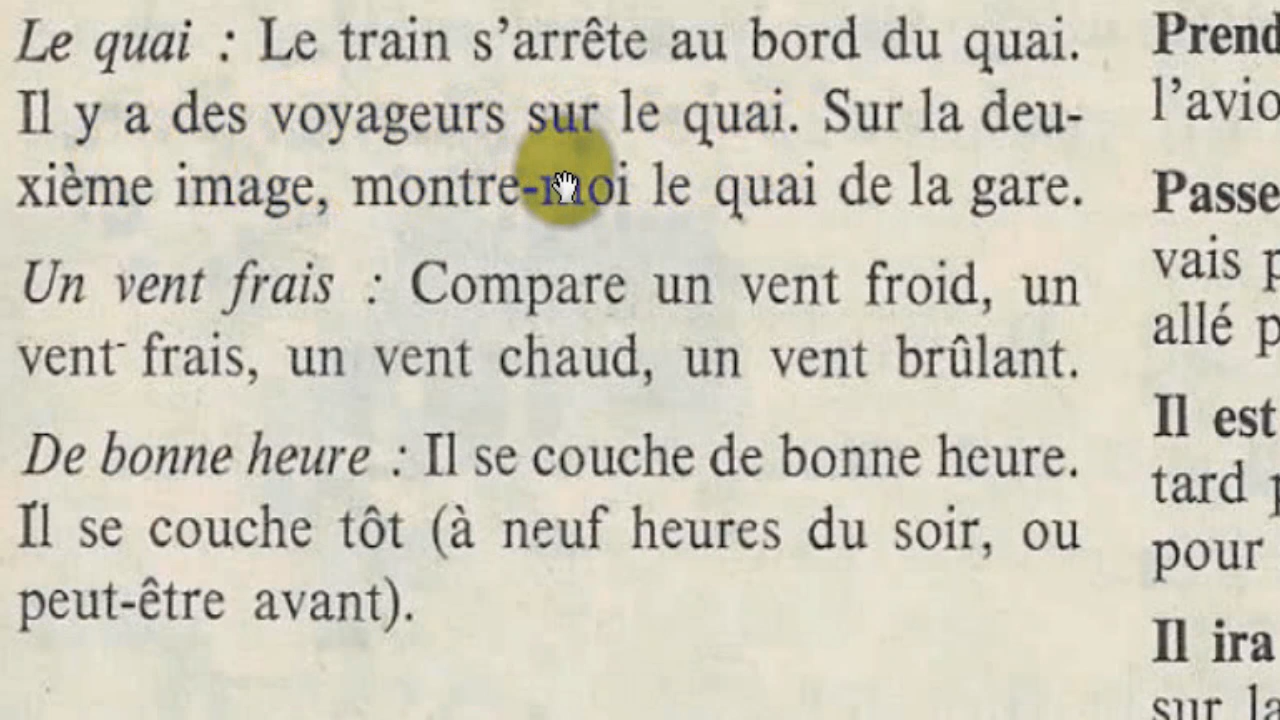 Le quai : Le train s'arrête au bord du quai.
Il y a des voyageurs sur le quai. Sur la deu-
xième image, montre-moi le quai de la gare.
Un vent frais : Compare un vent froid, un
vent frais, un vent chaud, un vent brûlant.
De bonne heure : Il se couche de bonne heure.
Il se couche tôt (à neuf heures du soir, ou
peut-être avant).
Prend
l'avio
Passe
vais p
allé p
Il est
tard p
pour
Il ira
sur la